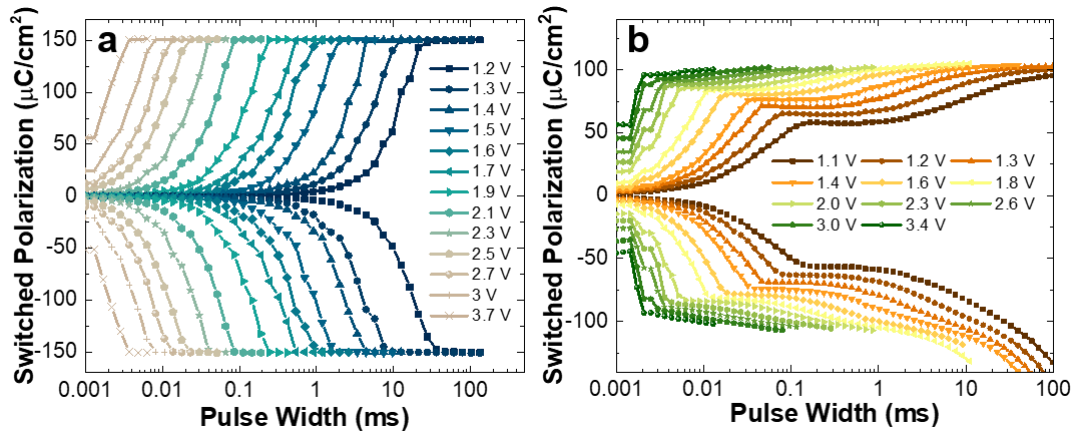 a
Switched Polarization (μC/cm²)
150
100
50
0
-50
-100
-150
0.001 0.01 0.1 1 10 100
Pulse Width (ms)
1.2 V
1.3 V
1.4 V
1.5 V
1.6 V
1.7 V
1.9 V
2.1 V
2.3 V
2.5 V
2.7 V
3 V
3.7 V
b
Switched Polarization (μC/cm²)
100
50
0
-50
-100
0.001 0.01 0.1 1 10 100
Pulse Width (ms)
1.1 V 1.2 V 1.3 V
1.4 V 1.6 V 1.8 V
2.0 V 2.3 V 2.6 V
3.0 V 3.4 V